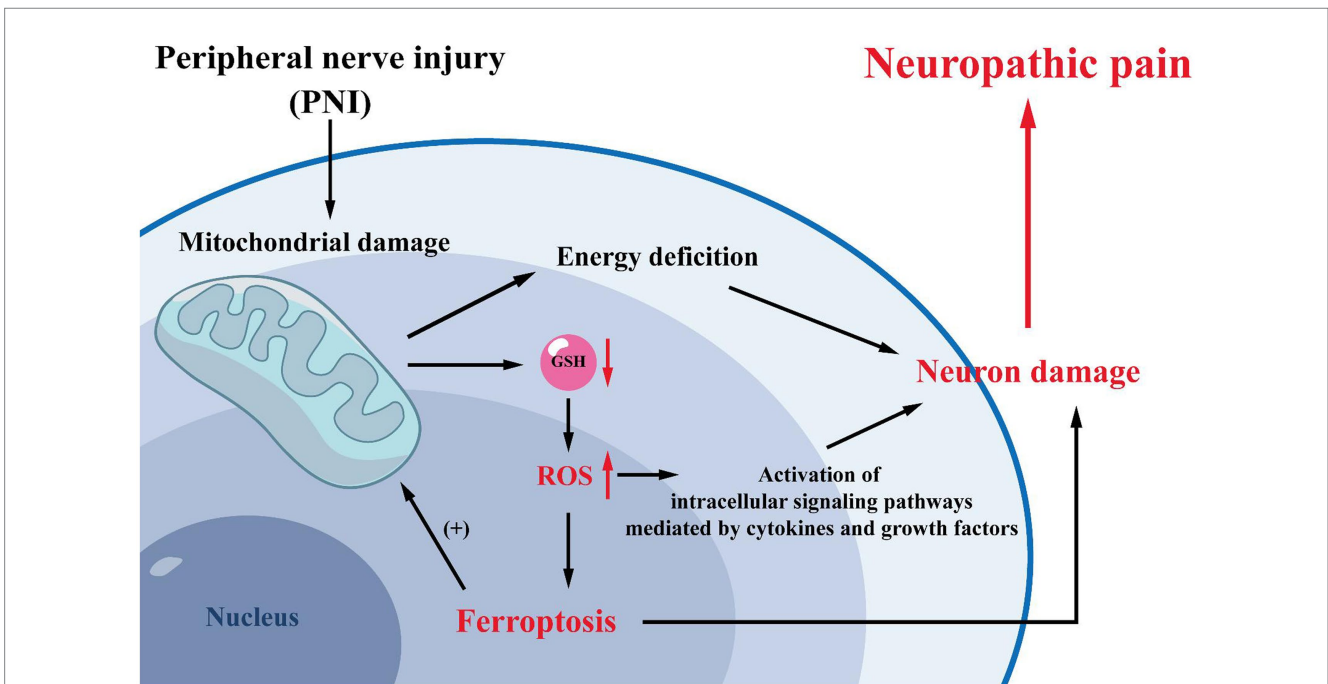 Peripheral nerve injury
(PNI)
Neuropathic pain
Mitochondrial damage
Energy deficition
GSH
Neuron damage
ROS
Activation of
intracellular signaling pathways
mediated by cytokines and growth factors
(+)
Nucleus
Ferroptosis